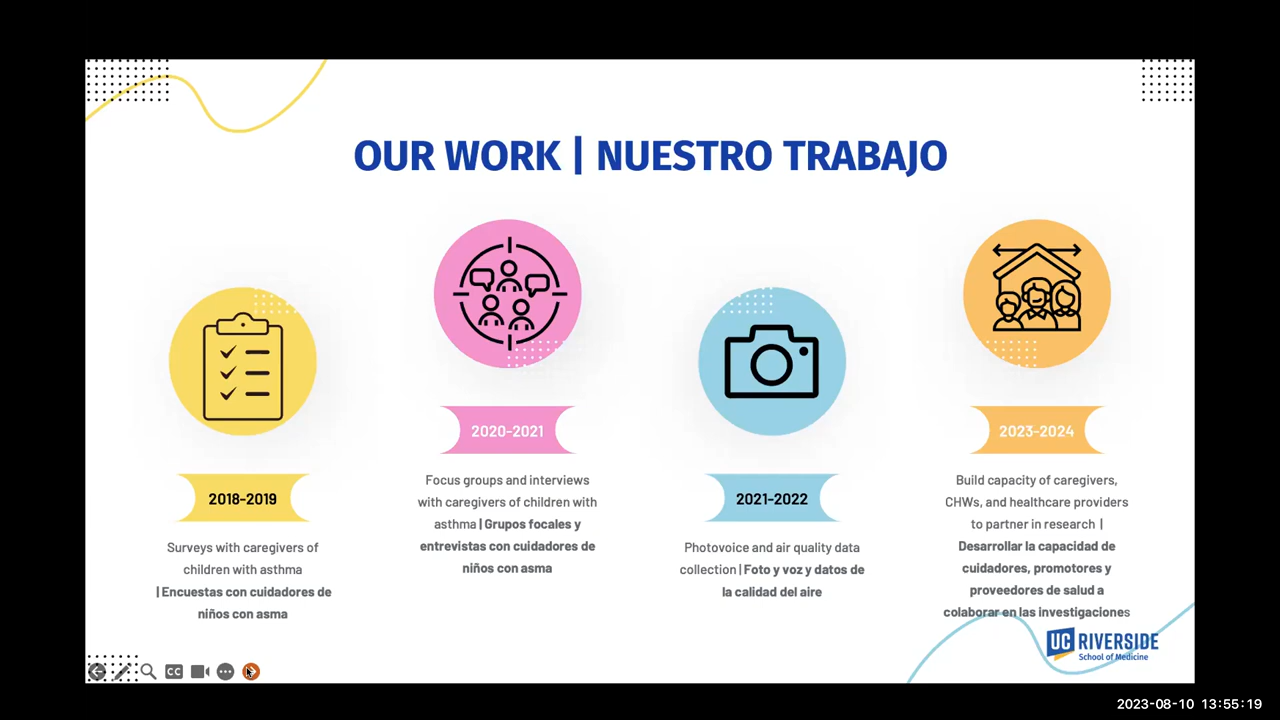 OUR WORK | NUESTRO TRABAJO
2018-2019
Surveys with caregivers of
children with asthma
| Encuestas con cuidadores de
niños con asma
2020-2021
Focus groups and interviews
with caregivers of children with
asthma | Grupos focales y
entrevistas con cuidadores de
niños con asma
2021-2022
Photovoice and air quality data
collection | Foto y voz y datos de
la calidad del aire
2023-2024
Build capacity of caregivers,
CHWs, and healthcare providers
to partner in research |
Desarrollar la capacidad de
cuidadores, promotores y
proveedores de salud a
colaborar en las investigaciones
UC RIVERSIDE
School of Medicine
CC
2023-08-10 13:55:19